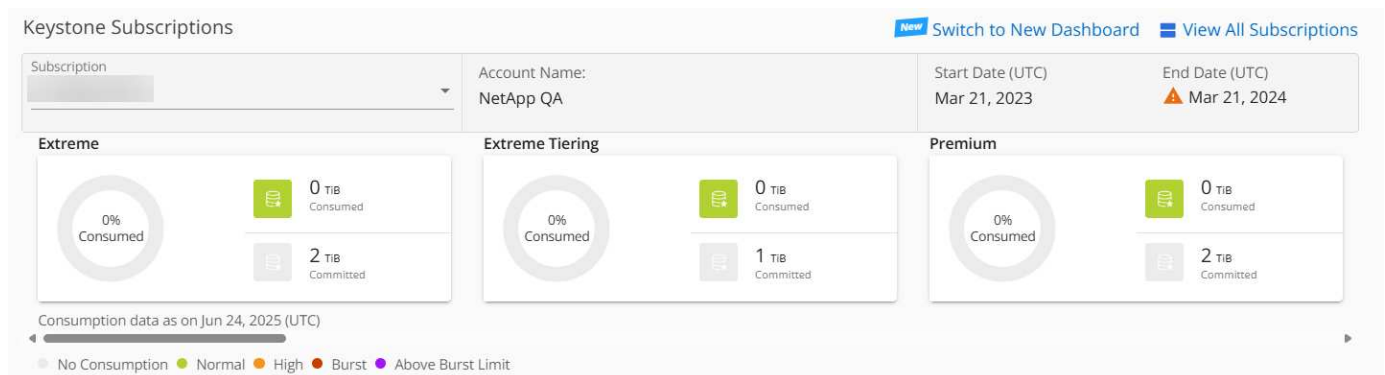 Keystone Subscriptions
New Switch to New Dashboard View All Subscriptions
Subscription
Account Name:
NetApp QA
Start Date (UTC)
Mar 21, 2023
End Date (UTC)
Mar 21, 2024
Extreme
0%
Consumed
0 TiB
Consumed
2 TiB
Committed
Extreme Tiering
0%
Consumed
0 TiB
Consumed
1 TiB
Committed
Premium
0%
Consumed
0 TiB
Consumed
2 TiB
Committed
Consumption data as on Jun 24, 2025 (UTC)
No Consumption Normal High Burst Above Burst Limit